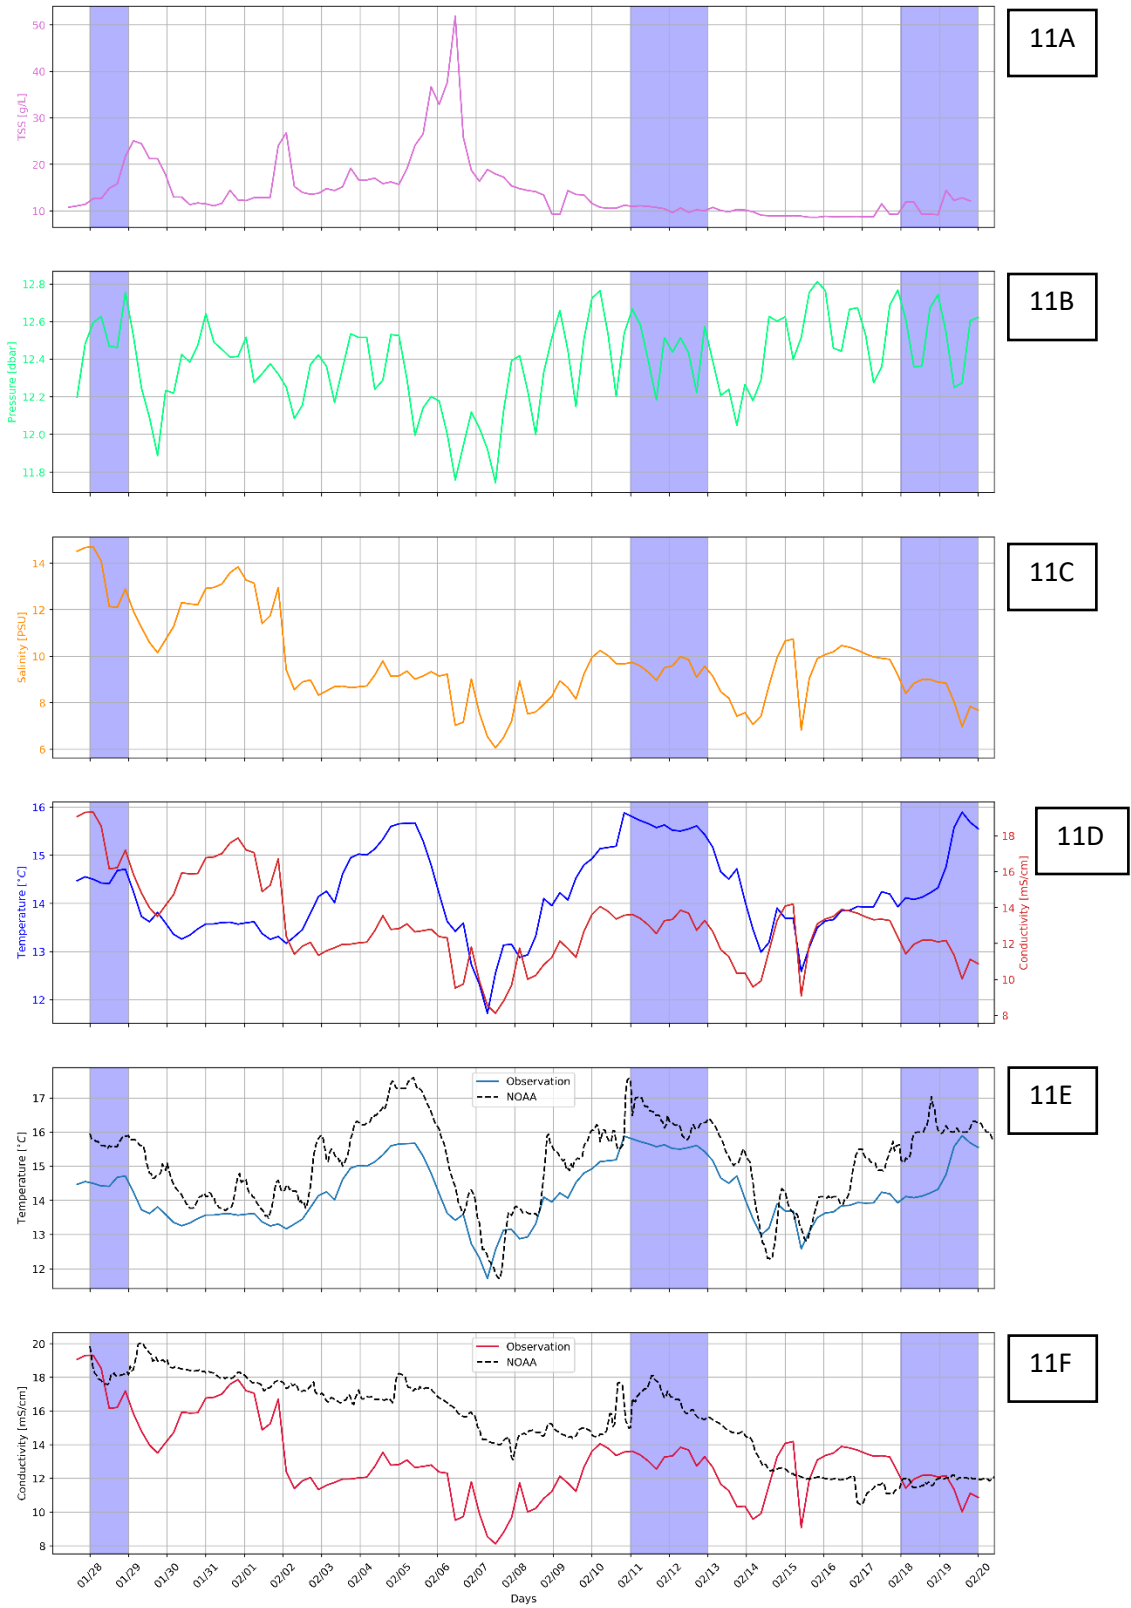 11A
TSS [g/L]
50
40
30
20
10
11B
Pressure [dbar]
12.8
12.6
12.4
12.2
12.0
11.8
11C
Salinity [PSU]
14
12
10
8
6
11D
Temperature [°C]
16
15
14
13
12
Conductivity [mS/cm]
18
16
14
12
10
8
11E
Observation
NOAA
Temperature [°C]
17
16
15
14
13
12
11F
Observation
NOAA
Conductivity [mS/cm]
20
18
16
14
12
10
8
01/28 01/29 01/30 01/31 02/01 02/02 02/03 02/04 02/05 02/06 02/07 02/08 02/09 02/10 02/11 02/12 02/13 02/14 02/15 02/16 02/17 02/18 02/19 02/20
Days